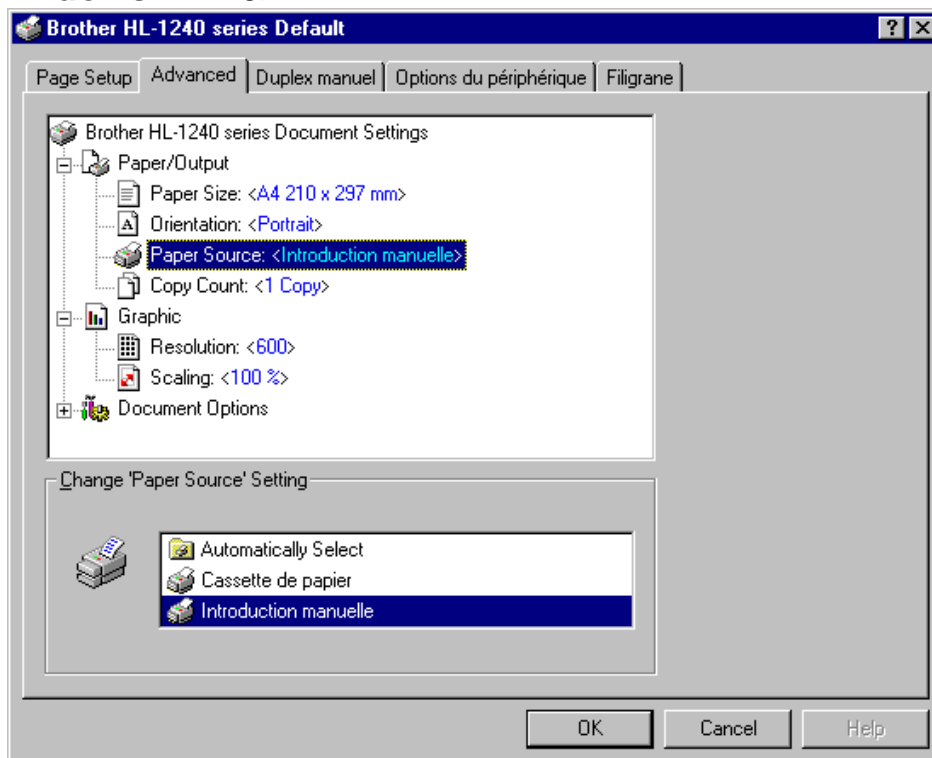 Brother HL-1240 series Default
Page Setup Advanced Duplex manuel Options du périphérique Filigrane
Brother HL-1240 series Document Settings
Paper/Output
Paper Size: <A4 210 x 297 mm>
Orientation: <Portrait>
Paper Source: <Introduction manuelle>
Copy Count: <1 Copy>
Graphic
Resolution: <600>
Scaling: <100 %>
Document Options
Change 'Paper Source' Setting
Automatically Select
Cassette de papier
Introduction manuelle
OK Cancel Help